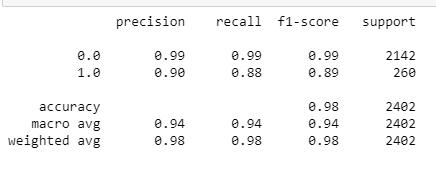 precision recall f1-score support
0.0 0.99 0.99 0.99 2142
1.0 0.90 0.88 0.89 260
accuracy 0.98 2402
macro avg 0.94 0.94 0.94 2402
weighted avg 0.98 0.98 0.98 2402